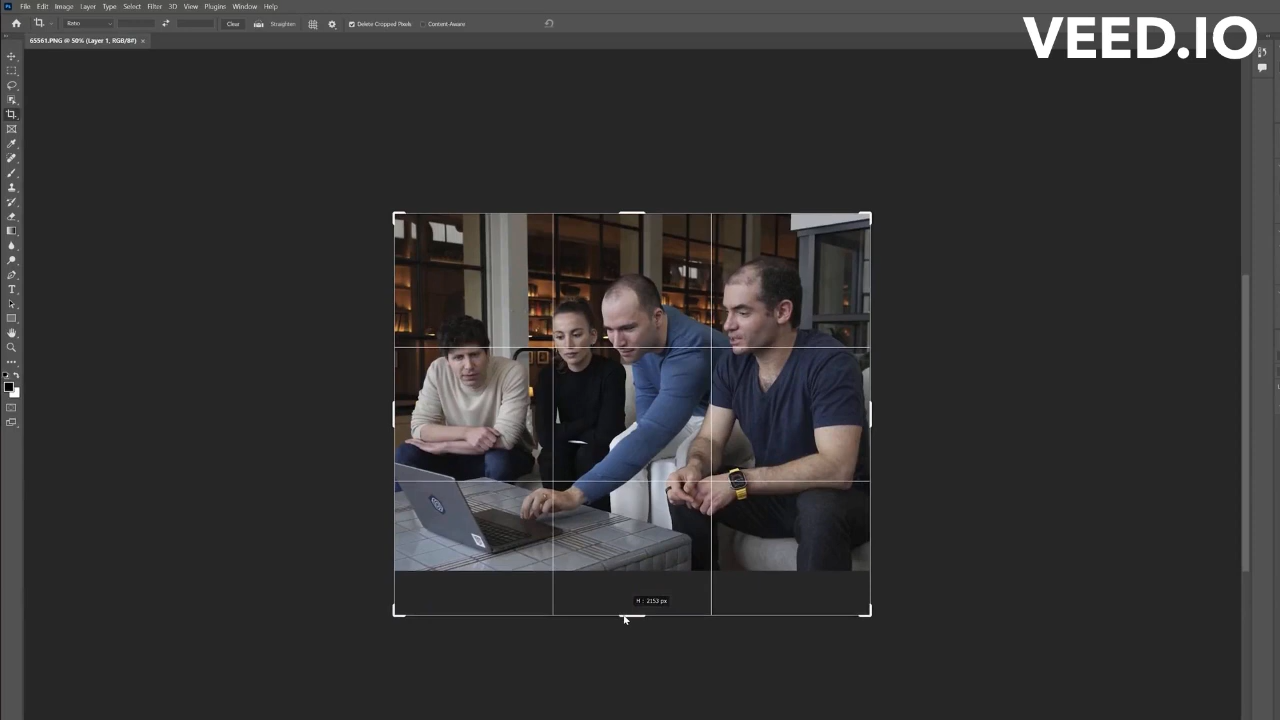 File Edit Image Layer Type Select Filter 3D View Plugins Window Help
VEED.IO
Ratio Clear Straighten Delete Cropped Pixels Content-Aware
65561.PNG @ 50% (Layer 1, RGB/8#) ×
H : 2153 px